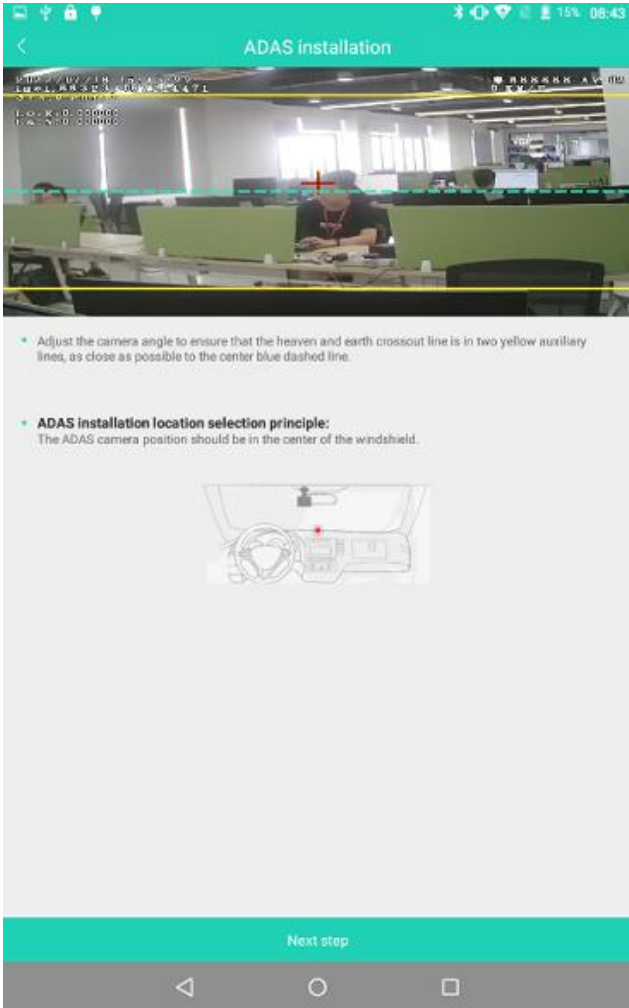 15% 08:43
ADAS installation
Adjust the camera angle to ensure that the heaven and earth crossout line is in two yellow auxiliary
lines, as close as possible to the center blue dashed line.
ADAS installation location selection principle:
The ADAS camera position should be in the center of the windshield.
Next step